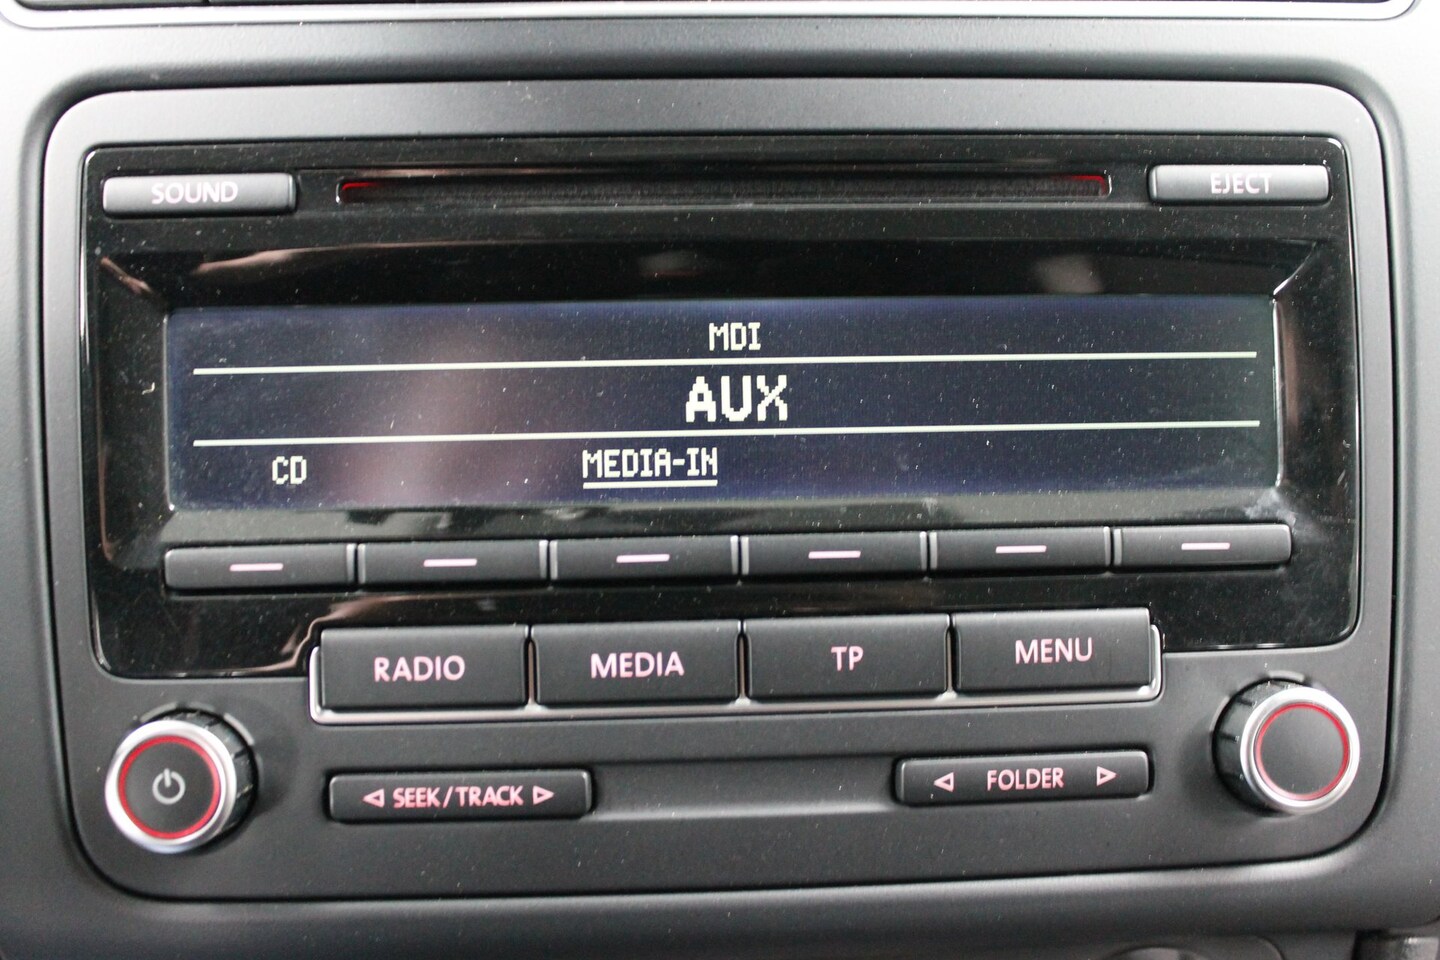 SOUND
EJECT
MDI
AUX
CD MEDIA-IN
RADIO MEDIA TP MENU
SEEK/TRACK
FOLDER